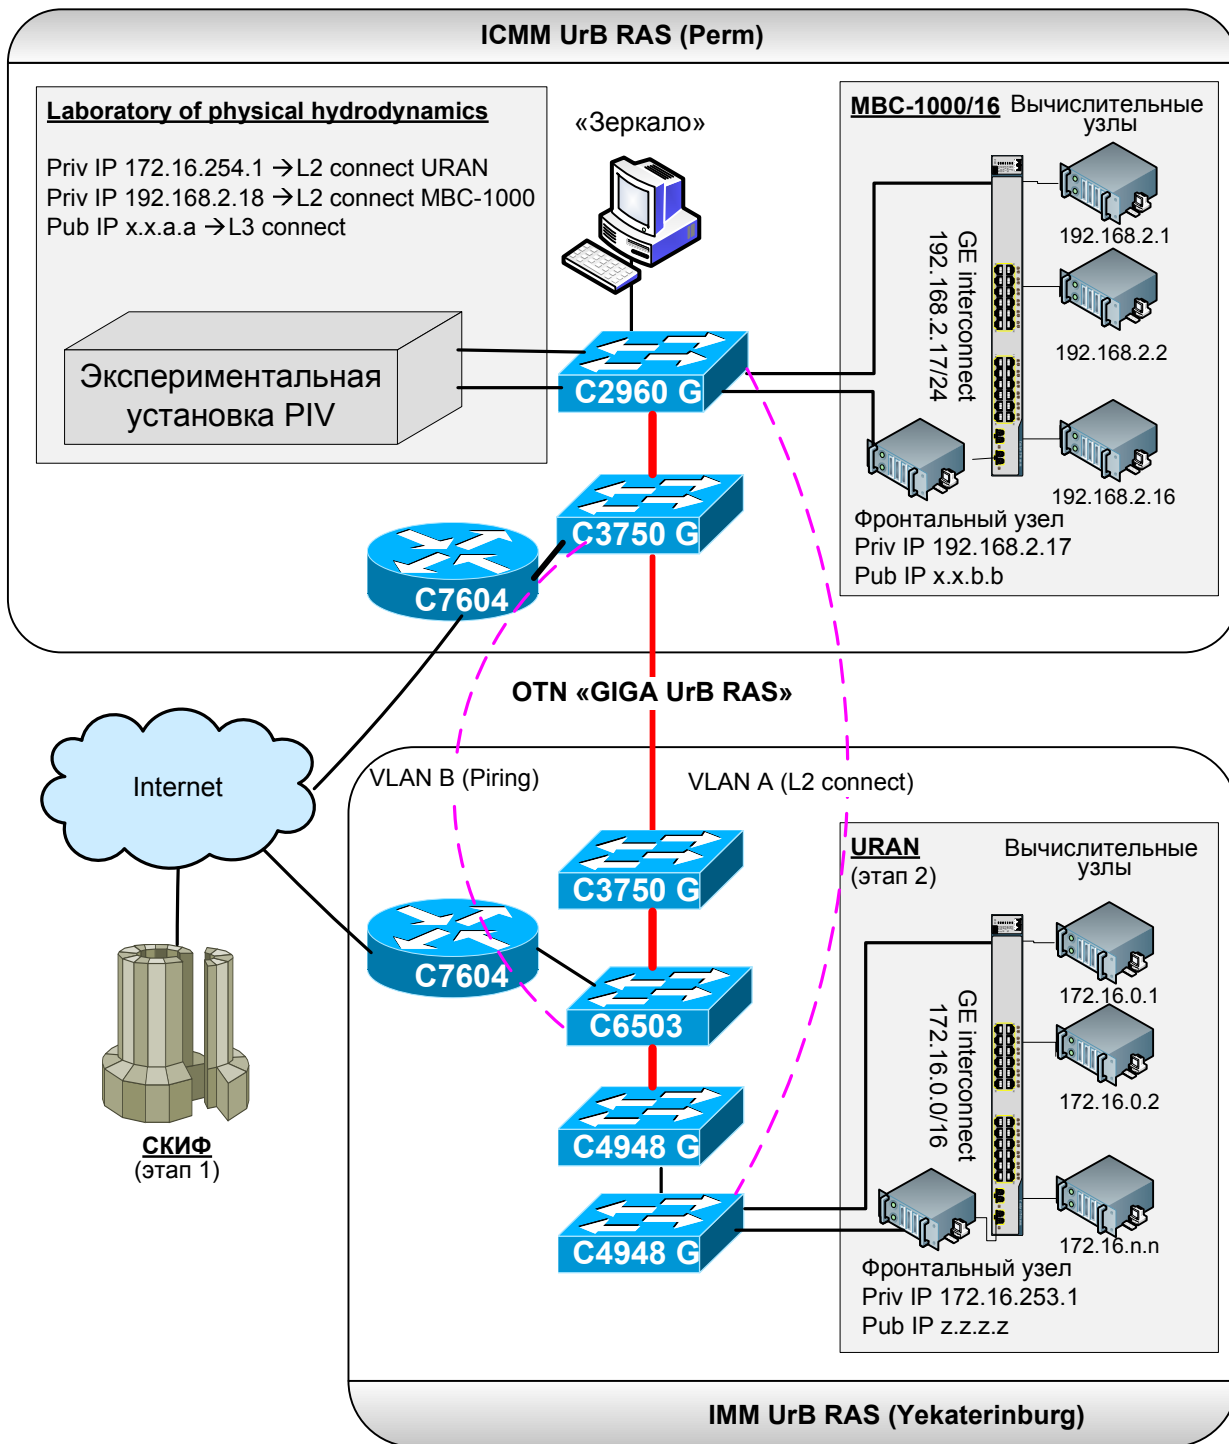 ICMM UrB RAS (Perm)
Laboratory of physical hydrodynamics
Priv IP 172.16.254.1 →L2 connect URAN
Priv IP 192.168.2.18 →L2 connect MBC-1000
Pub IP x.x.a.a →L3 connect
Экспериментальная
установка PIV
«Зеркало»
C2960 G
C3750 G
C7604
MBC-1000/16
Вычислительные
узлы
GE interconnect
192.168.2.17/24
192.168.2.1
192.168.2.2
192.168.2.16
Фронтальный узел
Priv IP 192.168.2.17
Pub IP x.x.b.b
OTN «GIGA UrB RAS»
Internet
VLAN B (Piring)
VLAN A (L2 connect)
СКИФ
(этап 1)
C3750 G
C7604
C6503
C4948 G
C4948 G
URAN
(этап 2)
Вычислительные
узлы
GE interconnect
172.16.0.0/16
172.16.0.1
172.16.0.2
172.16.n.n
Фронтальный узел
Priv IP 172.16.253.1
Pub IP z.z.z.z
IMM UrB RAS (Yekaterinburg)